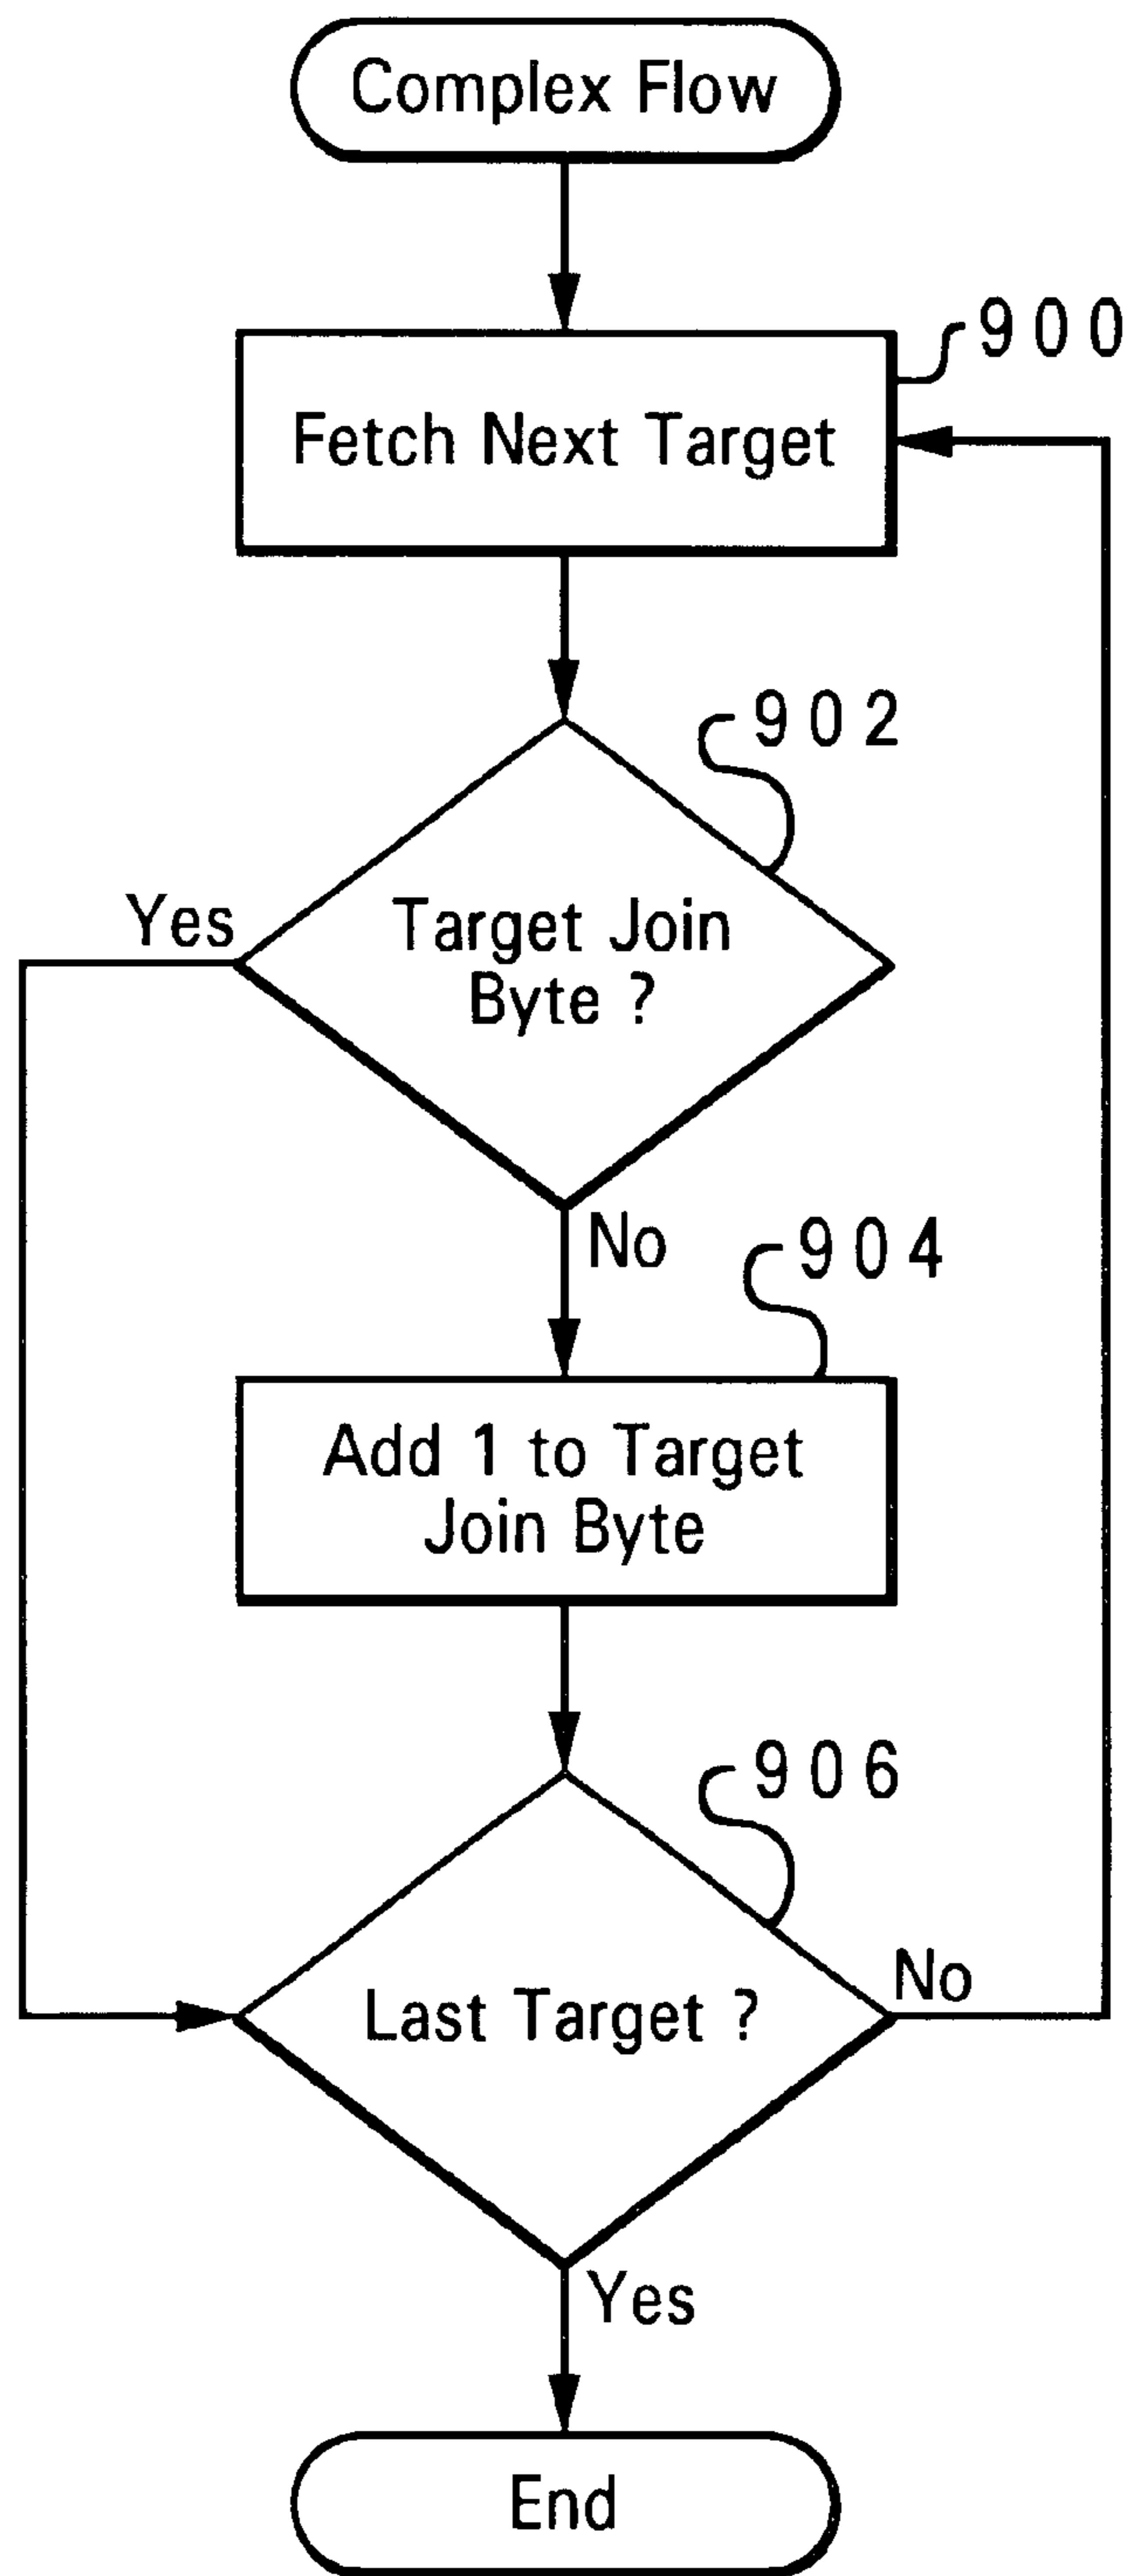 Complex Flow
900
Fetch Next Target
902
Yes
Target Join
Byte ?
No
904
Add 1 to Target
Join Byte
906
No
Last Target ?
Yes
End